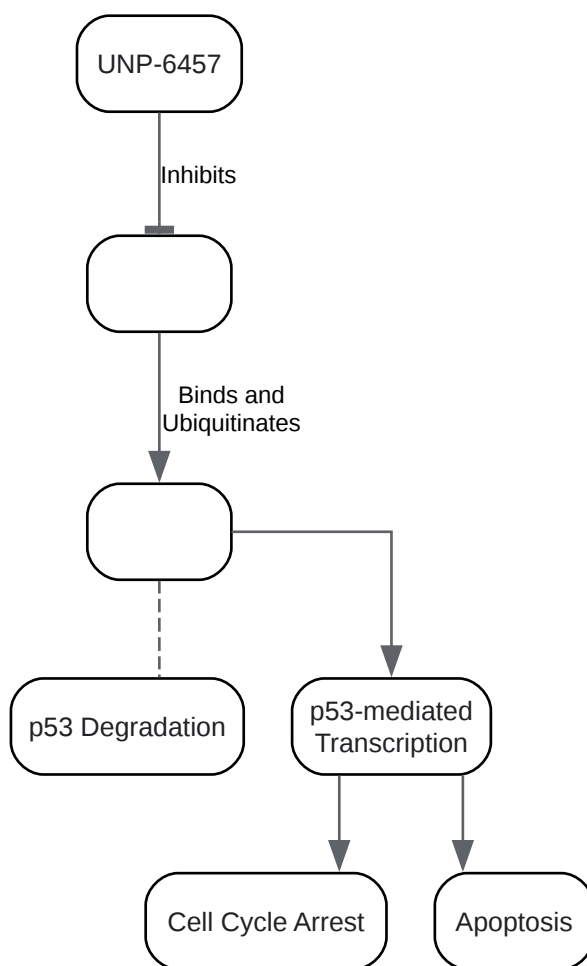 UNP-6457
Inhibits
Binds and
Ubiquitinates
p53 Degradation
p53-mediated
Transcription
Cell Cycle Arrest
Apoptosis